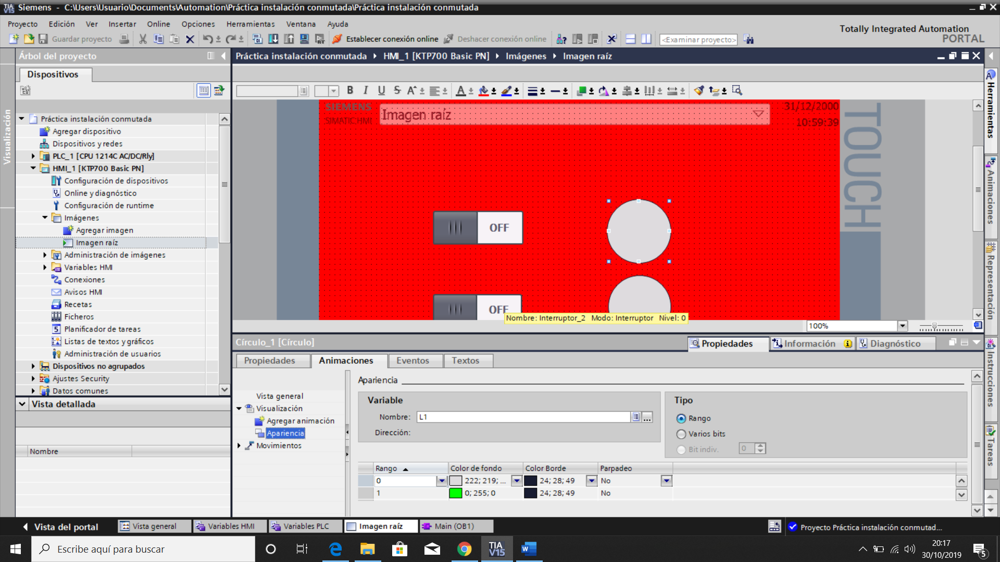 Siemens - C:\Users\Usuario\Documents\Automation\Práctica instalación conmutada\Práctica instalación conmutada
Proyecto Edición Ver Insertar Online Opciones Herramientas Ventana Ayuda
Totally Integrated Automation
PORTAL
Guardar proyecto
Establecer conexión online
Deshacer conexión online
<Examinar proyecto>
Árbol del proyecto
Práctica instalación conmutada HMI_1 [KTP700 Basic PN] Imágenes Imagen raíz
Dispositivos
Visualización
Práctica instalación conmutada
Agregar dispositivo
Dispositivos y redes
PLC_1 [CPU 1214C AC/DC/Rly]
HMI_1 [KTP700 Basic PN]
Configuración de dispositivos
Online y diagnóstico
Configuración de runtime
Imágenes
Agregar imagen
Imagen raíz
Administración de imágenes
Variables HMI
Conexiones
Avisos HMI
Recetas
Ficheros
Planificador de tareas
Listas de textos y gráficos
Administración de usuarios
Dispositivos no agrupados
Ajustes Security
Datos comunes
Vista detallada
Nombre
B I U S A
SIEMENS
SIMATIC HMI
Imagen raíz
31/12/2000
10:59:39
TOUCH
OFF
OFF
Nombre: Interruptor_2 Modo: Interruptor Nivel: 0
100%
Herramientas
Animaciones
Representación
Instrucciones
Tareas
Círculo_1 [Círculo]
Propiedades Información Diagnóstico
Propiedades Animaciones Eventos Textos
Vista general
Visualización
Agregar animación
Apariencia
Movimientos
Apariencia
Variable
Nombre: L1
Dirección:
Tipo
Rango
Varios bits
Bit indiv. 0
Rango Color de fondo Color Borde Parpadeo
0 222; 219; ... 24; 28; 49 No
1 0; 255; 0 24; 28; 49 No
Vista del portal
Vista general
Variables HMI
Variables PLC
Imagen raíz
Main (OB1)
Proyecto Práctica instalación conmutad...
Escribe aquí para buscar
TIA
V15
20:17
30/10/2019
5